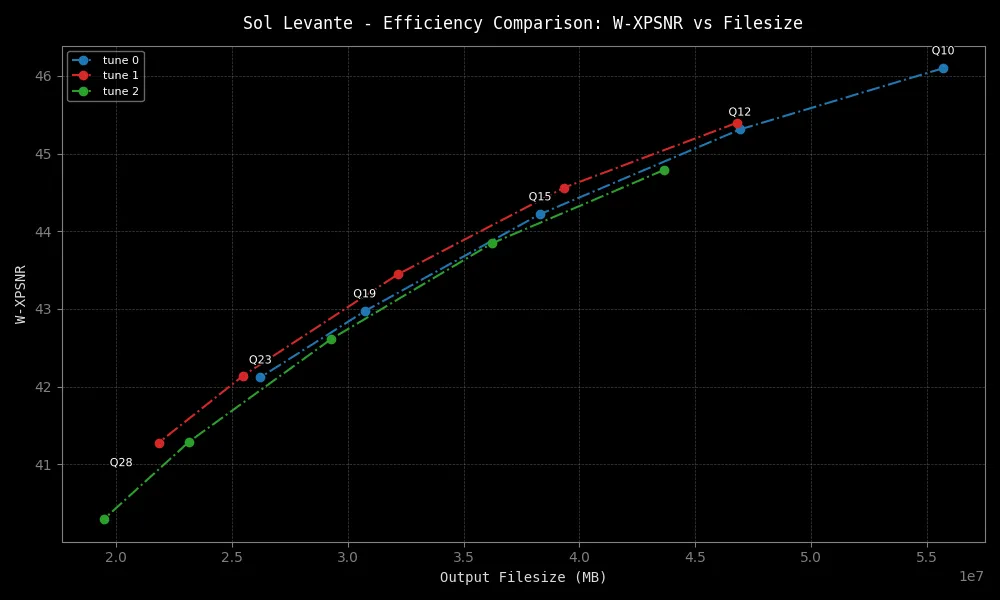 Sol Levante - Efficiency Comparison: W-XPSNR vs Filesize
tune 0
tune 1
tune 2
Q10
Q12
Q15
Q19
Q23
Q28
46
45
44
43
42
41
W-XPSNR
2.0 2.5 3.0 3.5 4.0 4.5 5.0 5.5
1e7
Output Filesize (MB)